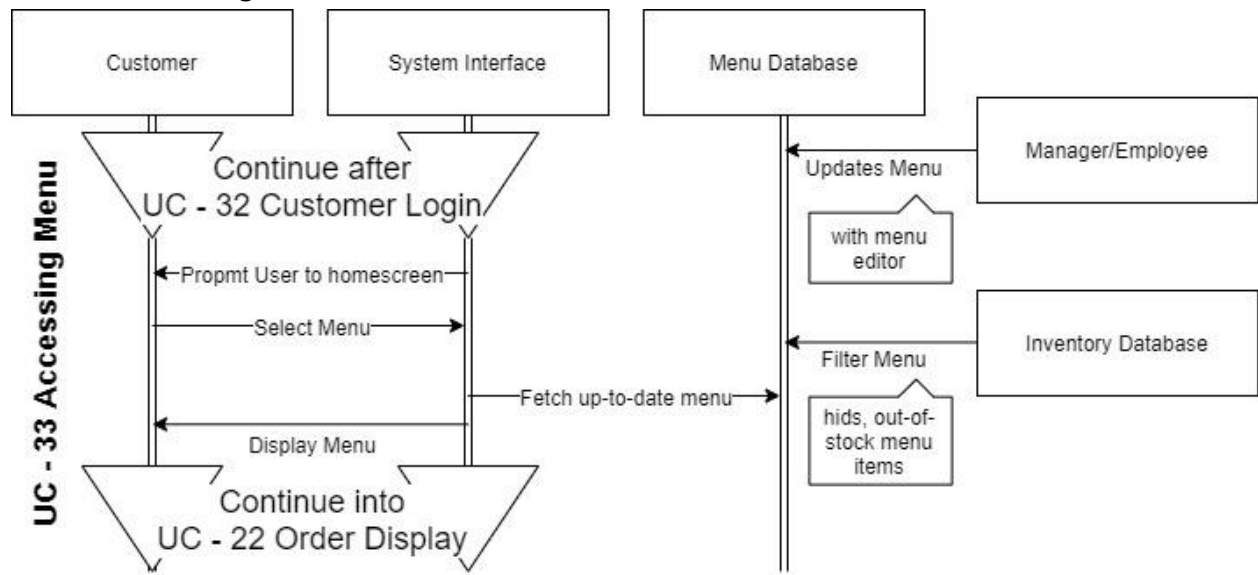 Customer
System Interface
Menu Database
Manager/Employee
Continue after
UC - 32 Customer Login
Updates Menu
with menu
editor
UC - 33 Accessing Menu
Propmt User to homescreen
Select Menu
Inventory Database
Filter Menu
Fetch up-to-date menu
hids, out-of-
stock menu
items
Display Menu
Continue into
UC - 22 Order Display